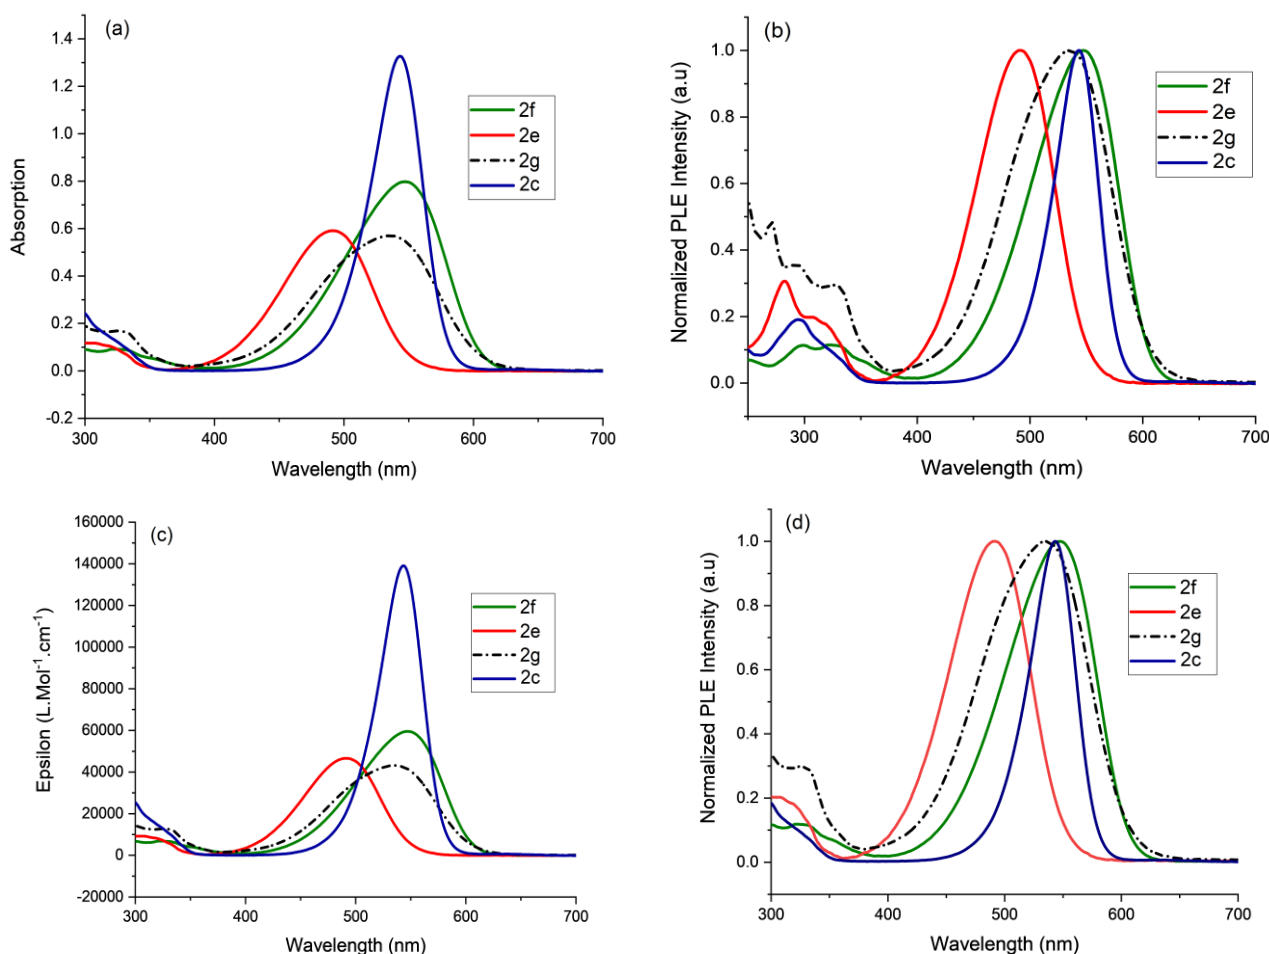 (a)
1.4
1.2
1.0
0.8
0.6
0.4
0.2
0.0
-0.2
Absorption
300 400 500 600 700
Wavelength (nm)
2f
2e
2g
2c
(b)
1.0
0.8
0.6
0.4
0.2
0.0
Normalized PLE Intensity (a.u)
300 400 500 600 700
Wavelength (nm)
2f
2e
2g
2c
(c)
160000
140000
120000
100000
80000
60000
40000
20000
0
-20000
Epsilon (L.Mol⁻¹.cm⁻¹)
300 400 500 600 700
Wavelength (nm)
2f
2e
2g
2c
(d)
1.0
0.8
0.6
0.4
0.2
0.0
Normalized PLE Intensity (a.u)
300 400 500 600 700
Wavelength (nm)
2f
2e
2g
2c